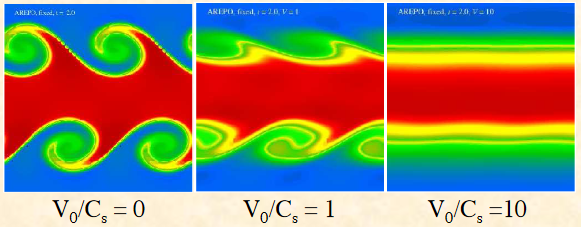 AREPO, fixed, t = 2.0
AREPO, fixed, t = 2.0, V = 1
AREPO, fixed, t = 2.0, V = 10
V₀/Cₛ = 0
V₀/Cₛ = 1
V₀/Cₛ =10